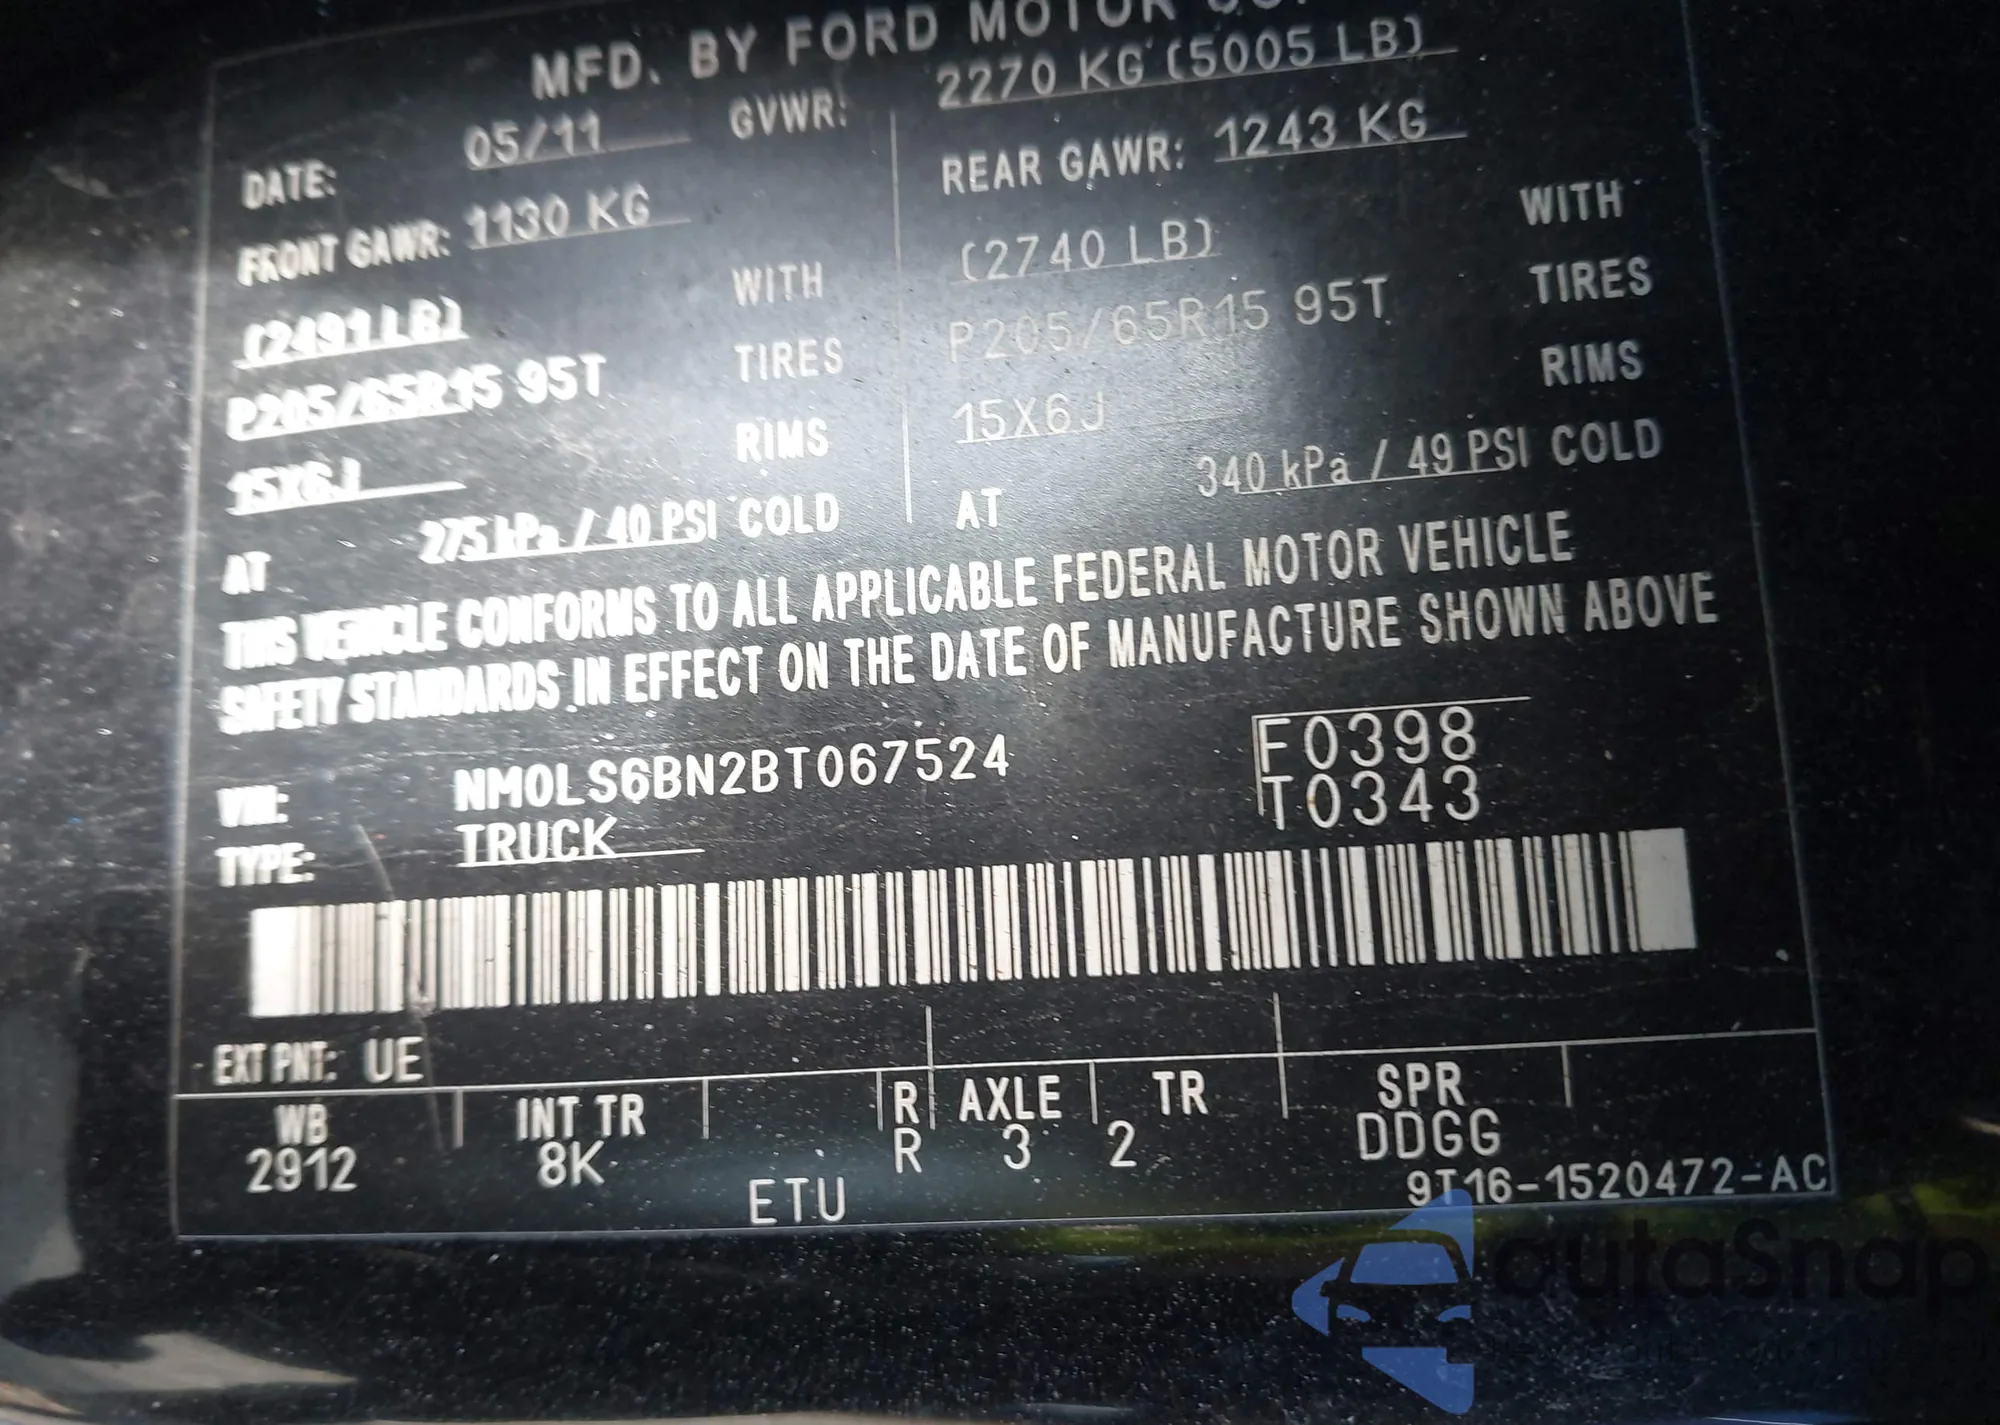 MFD. BY FORD MOTOR CO.
DATE: 05/11 GVWR: 2270 KG (5005 LB)
FRONT GAWR: 1130 KG REAR GAWR: 1243 KG
(2491 LB) WITH (2740 LB) WITH
P205/65R15 95T TIRES P205/65R15 95T TIRES
15X6J RIMS 15X6J RIMS
AT 275 kPa / 40 PSI COLD AT 340 kPa / 49 PSI COLD
THIS VEHICLE CONFORMS TO ALL APPLICABLE FEDERAL MOTOR VEHICLE
SAFETY STANDARDS IN EFFECT ON THE DATE OF MANUFACTURE SHOWN ABOVE
F0398
VIN: NM0LS6BN2BT067524 T0343
TYPE: TRUCK
EXT PNT: UE
WB INT TR R AXLE TR SPR
2912 8K R 3 2 DDGG
ETU 9T16-1520472-AC
autaSnap